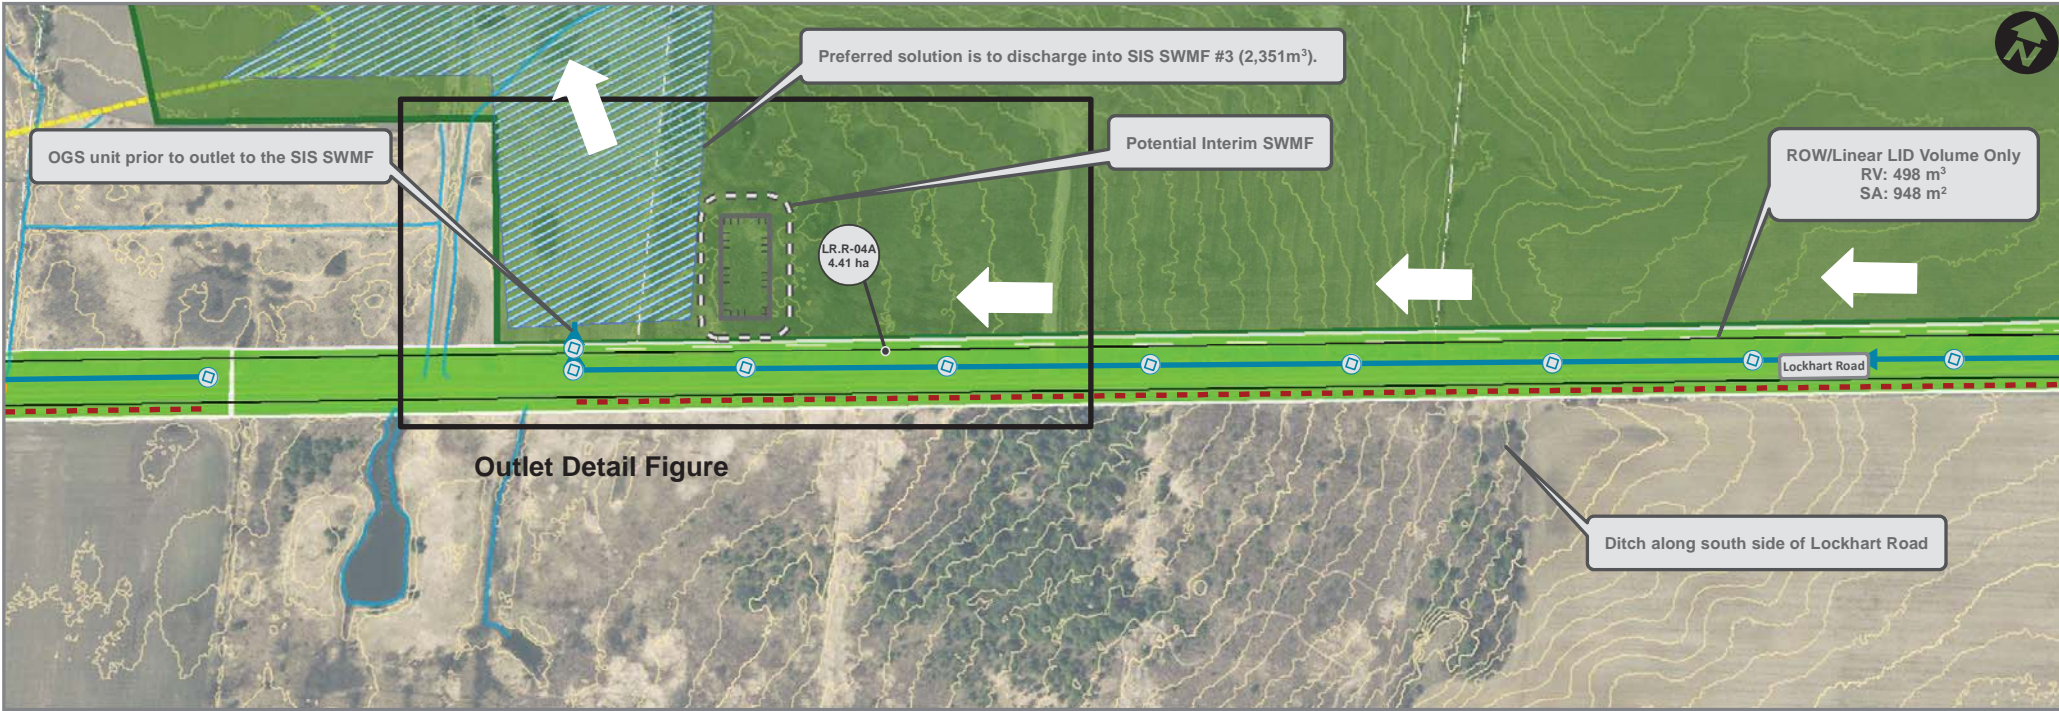 Preferred solution is to discharge into SIS SWMF #3 (2,351m³).
N
OGS unit prior to outlet to the SIS SWMF
Potential Interim SWMF
ROW/Linear LID Volume Only
RV: 498 m³
SA: 948 m²
LR.R-04A
4.41 ha
Lockhart Road
Outlet Detail Figure
Ditch along south side of Lockhart Road